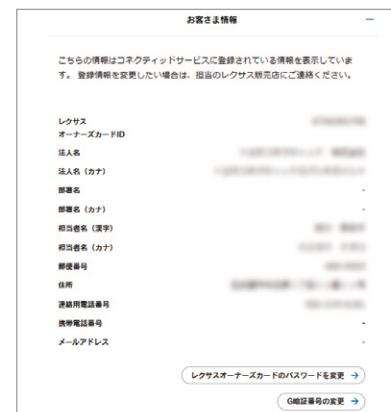 お客さま情報
こちらの情報はコネクティッドサービスに登録されている情報を表示していま
す。 登録情報を変更したい場合は、担当のレクサス販売店にご連絡ください。
レクサス
オーナーズカードID
法人名
法人名（カナ）
部署名 -
部署名（カナ） -
担当者名（漢字）
担当者名（カナ）
郵便番号
住所
連絡用電話番号
携帯電話番号 -
メールアドレス -
レクサスオーナーズカードのパスワードを変更 →
G暗証番号の変更 →